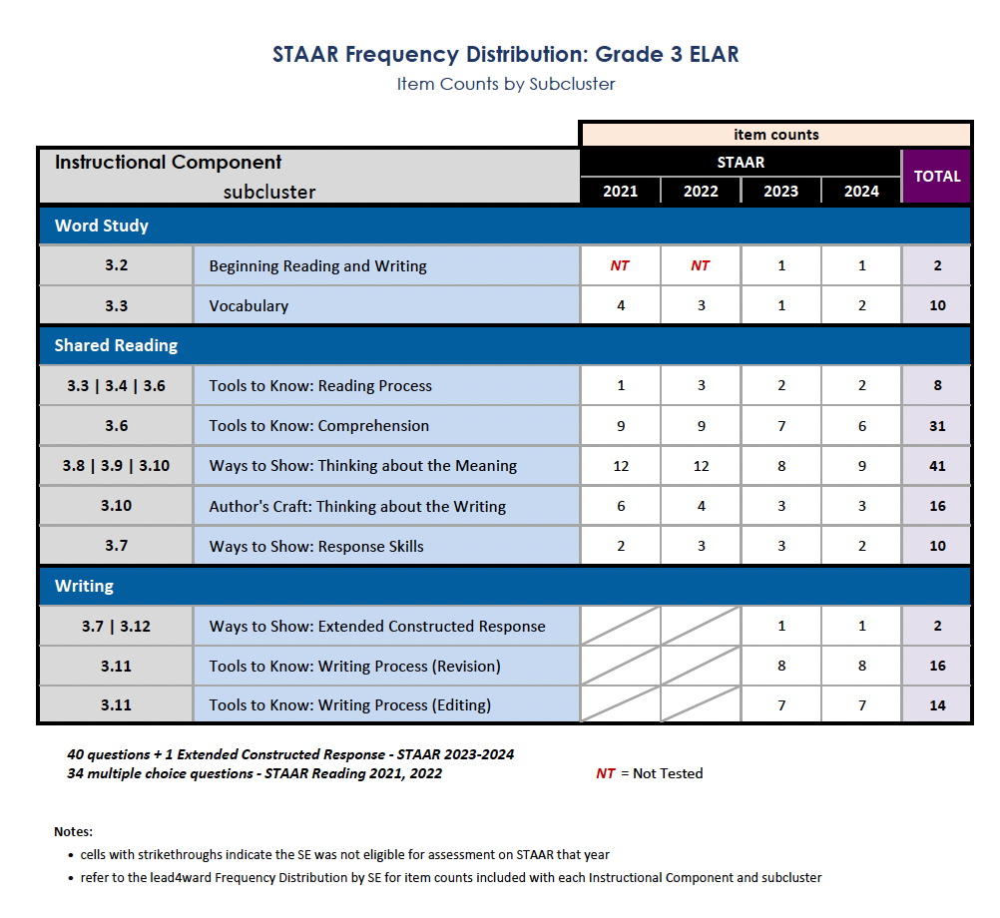 STAAR Frequency Distribution: Grade 3 ELAR
Item Counts by Subcluster
item counts
Instructional Component
subcluster
STAAR
TOTAL
2021 2022 2023 2024
Word Study
3.2 Beginning Reading and Writing NT NT 1 1 2
3.3 Vocabulary 4 3 1 2 10
Shared Reading
3.3 | 3.4 | 3.6 Tools to Know: Reading Process 1 3 2 2 8
3.6 Tools to Know: Comprehension 9 9 7 6 31
3.8 | 3.9 | 3.10 Ways to Show: Thinking about the Meaning 12 12 8 9 41
3.10 Author's Craft: Thinking about the Writing 6 4 3 3 16
3.7 Ways to Show: Response Skills 2 3 3 2 10
Writing
3.7 | 3.12 Ways to Show: Extended Constructed Response 1 1 2
3.11 Tools to Know: Writing Process (Revision) 8 8 16
3.11 Tools to Know: Writing Process (Editing) 7 7 14
40 questions + 1 Extended Constructed Response - STAAR 2023-2024
34 multiple choice questions - STAAR Reading 2021, 2022 NT = Not Tested
Notes:
• cells with strikethroughs indicate the SE was not eligible for assessment on STAAR that year
• refer to the lead4ward Frequency Distribution by SE for item counts included with each Instructional Component and subcluster